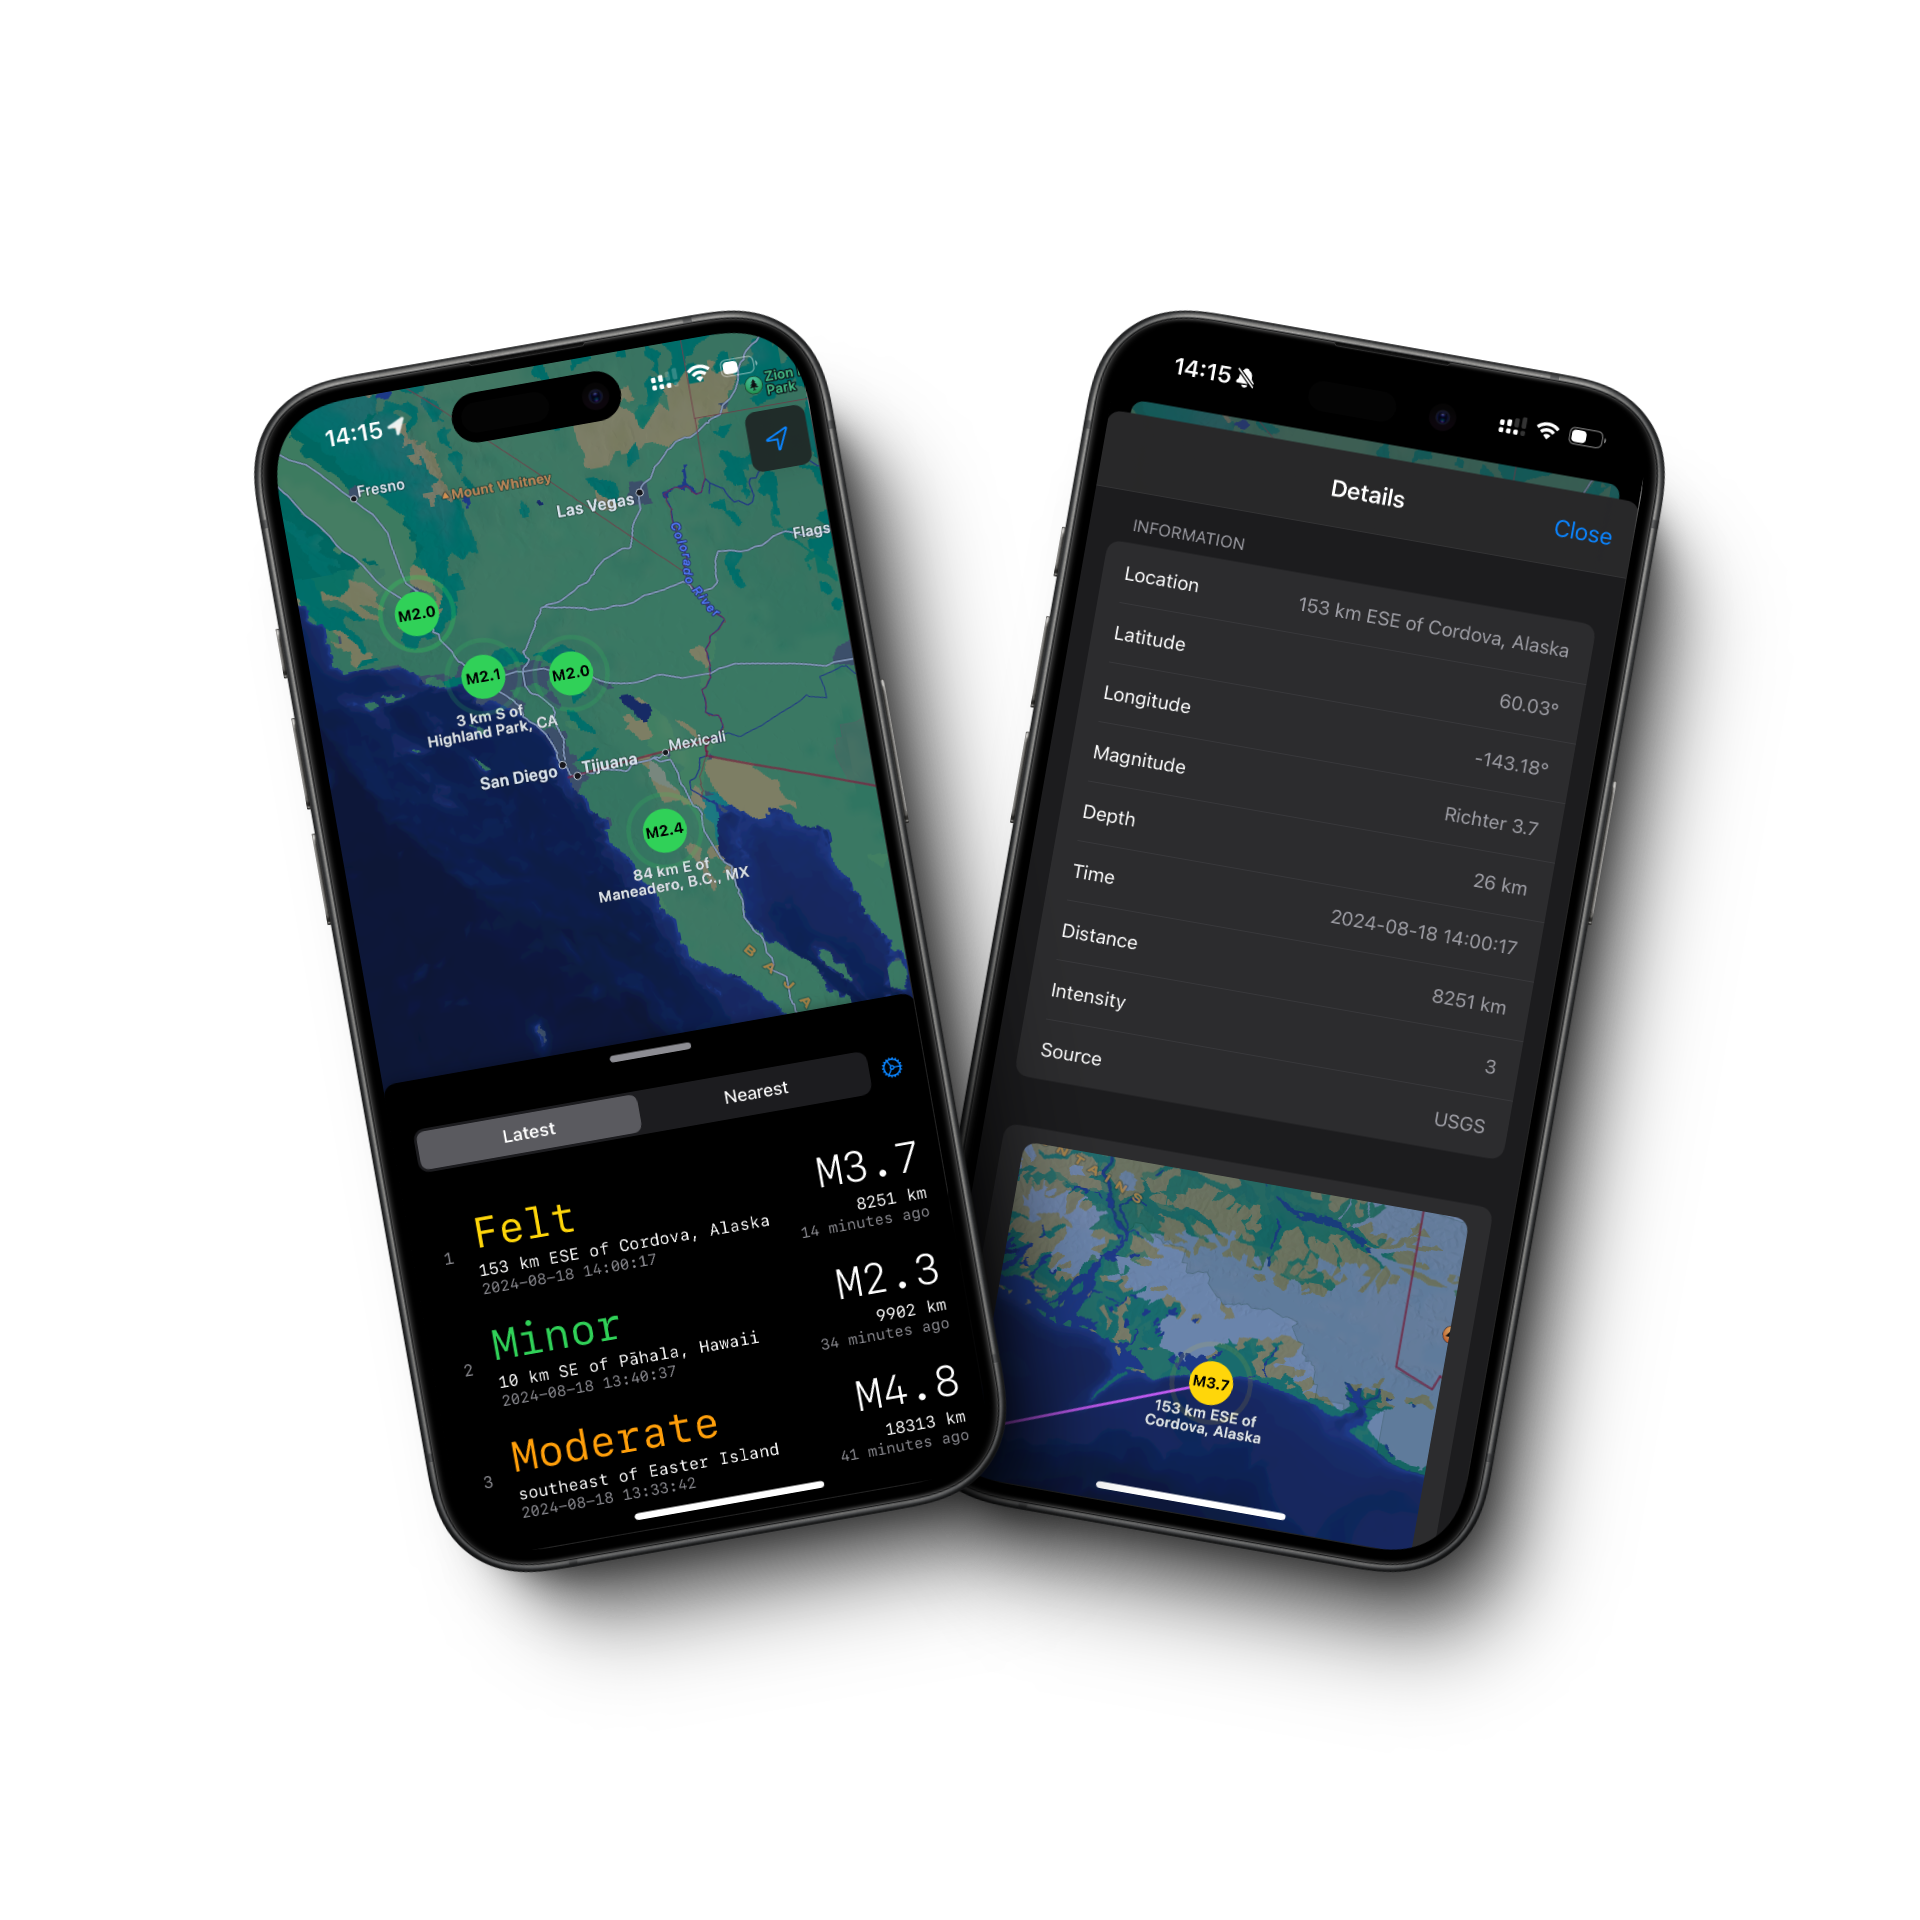 14:15
Zion
Park
Fresno
Mount Whitney
Las Vegas
Colorado River
Flags
M2.0
M2.1
M2.0
3 km S of
Highland Park, CA
San Diego
Tijuana
Mexicali
M2.4
84 km E of
Maneadero, B.C., MX
B A J A
Latest
Nearest
1
Felt
153 km ESE of Cordova, Alaska
2024-08-18 14:00:17
M3.7
8251 km
14 minutes ago
2
Minor
10 km SE of Pāhala, Hawaii
2024-08-18 13:40:37
M2.3
9902 km
34 minutes ago
3
Moderate
southeast of Easter Island
2024-08-18 13:33:42
M4.8
18313 km
41 minutes ago
14:15
Details
Close
INFORMATION
Location
153 km ESE of Cordova, Alaska
Latitude
60.03°
Longitude
-143.18°
Magnitude
Richter 3.7
Depth
26 km
Time
2024-08-18 14:00:17
Distance
8251 km
Intensity
3
Source
USGS
N T A I N S
M3.7
153 km ESE of
Cordova, Alaska